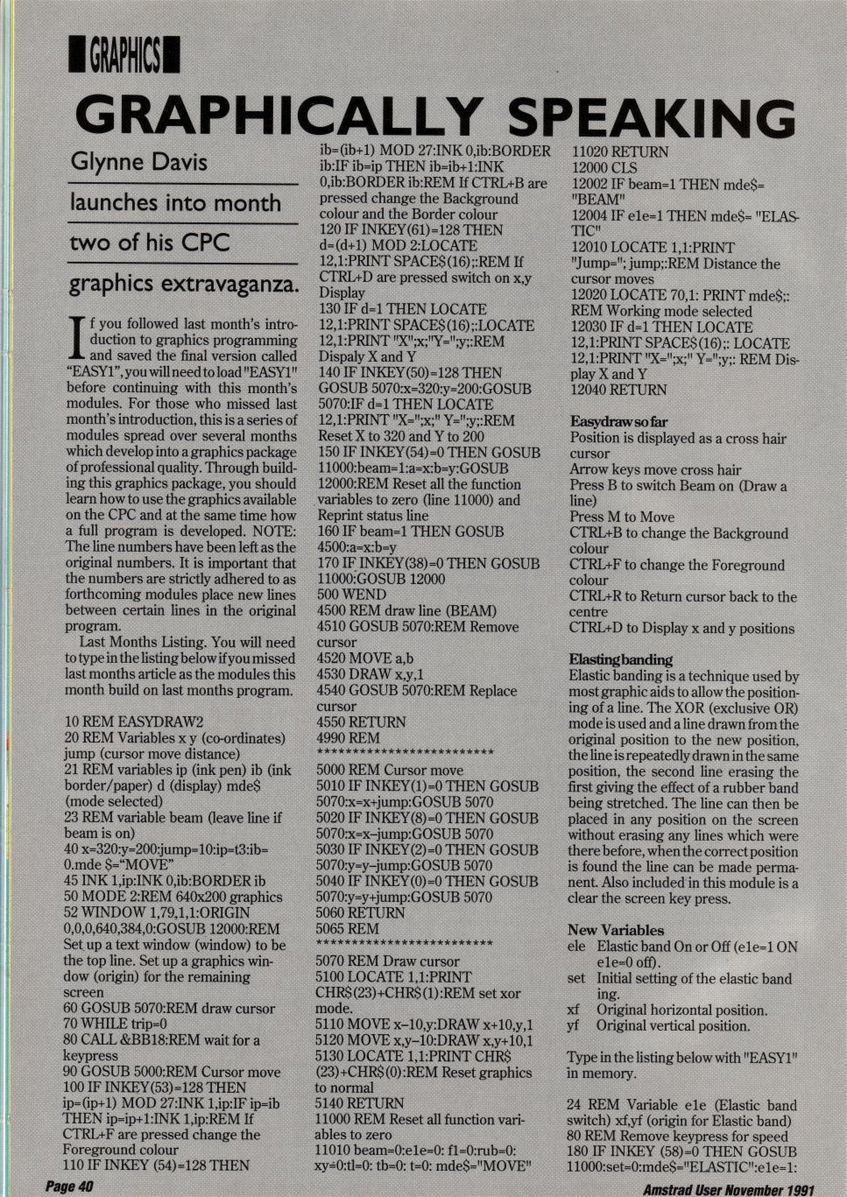 GRAPHICS
GRAPHICALLY SPEAKING
Glynne Davis
launches into month
two of his CPC
graphics extravaganza.
If you followed last month's intro-
duction to graphics programming
and saved the final version called
"EASY1", you will need to load "EASY1"
before continuing with this month's
modules. For those who missed last
month's introduction, this is a series of
modules spread over several months
which develop into a graphics package
of professional quality. Through build-
ing this graphics package, you should
learn how to use the graphics available
on the CPC and at the same time how
a full program is developed. NOTE:
The line numbers have been left as the
original numbers. It is important that
the numbers are strictly adhered to as
forthcoming modules place new lines
between certain lines in the original
program.
Last Months Listing. You will need
to type in the listing below if you missed
last months article as the modules this
month build on last months program.
10 REM EASYDRAW2
20 REM Variables x y (co-ordinates)
jump (cursor move distance)
21 REM variables ip (ink pen) ib (ink
border/paper) d (display) mde$
(mode selected)
23 REM variable beam (leave line if
beam is on)
40 x=320:y=200:jump=10:ip=t3:ib=
0.mde $="MOVE"
45 INK 1,ip:INK 0,ib:BORDER ib
50 MODE 2:REM 640x200 graphics
52 WINDOW 1,79,1,1:ORIGIN
0,0,0,640,384,0:GOSUB 12000:REM
Set up a text window (window) to be
the top line. Set up a graphics win-
dow (origin) for the remaining
screen
60 GOSUB 5070:REM draw cursor
70 WHILE trip=0
80 CALL &BB18:REM wait for a
keypress
90 GOSUB 5000:REM Cursor move
100 IF INKEY(53)=128 THEN
ip=(ip+1) MOD 27:INK 1,ip:IF ip=ib
THEN ip=ip+1:INK 1,ip:REM If
CTRL+F are pressed change the
Foreground colour
110 IF INKEY (54)=128 THEN
ib=(ib+1) MOD 27:INK 0,ib:BORDER
ib:IF ib=ip THEN ib=ib+1:INK
0,ib:BORDER ib:REM If CTRL+B are
pressed change the Background
colour and the Border colour
120 IF INKEY(61)=128 THEN
d=(d+1) MOD 2:LOCATE
12,1:PRINT SPACE$(16);:REM If
CTRL+D are pressed switch on x,y
Display
130 IF d=1 THEN LOCATE
12,1:PRINT SPACE$(16);:LOCATE
12,1:PRINT "X";x;"Y=";y;:REM
Dispaly X and Y
140 IF INKEY(50)=128 THEN
GOSUB 5070:x=320:y=200:GOSUB
5070:IF d=1 THEN LOCATE
12,1:PRINT "X=";x;" Y=";y;:REM
Reset X to 320 and Y to 200
150 IF INKEY(54)=0 THEN GOSUB
11000:beam=1:a=x:b=y:GOSUB
12000:REM Reset all the function
variables to zero (line 11000) and
Reprint status line
160 IF beam=1 THEN GOSUB
4500:a=x:b=y
170 IF INKEY(38)=0 THEN GOSUB
11000:GOSUB 12000
500 WEND
4500 REM draw line (BEAM)
4510 GOSUB 5070:REM Remove
cursor
4520 MOVE a,b
4530 DRAW x,y,1
4540 GOSUB 5070:REM Replace
cursor
4550 RETURN
4990 REM
*************************
5000 REM Cursor move
5010 IF INKEY(1)=0 THEN GOSUB
5070:x=x+jump:GOSUB 5070
5020 IF INKEY(8)=0 THEN GOSUB
5070:x=x–jump:GOSUB 5070
5030 IF INKEY(2)=0 THEN GOSUB
5070:y=y–jump:GOSUB 5070
5040 IF INKEY(0)=0 THEN GOSUB
5070:y=y+jump:GOSUB 5070
5060 RETURN
5065 REM
*************************
5070 REM Draw cursor
5100 LOCATE 1,1:PRINT
CHR$(23)+CHR$(1):REM set xor
mode.
5110 MOVE x–10,y:DRAW x+10,y,1
5120 MOVE x,y–10:DRAW x,y+10,1
5130 LOCATE 1,1:PRINT CHR$
(23)+CHR$(0):REM Reset graphics
to normal
5140 RETURN
11000 REM Reset all function vari-
ables to zero
11010 beam=0:e1e=0: f1=0:rub=0:
xy=0:tl=0: tb=0: t=0: mde$="MOVE"
11020 RETURN
12000 CLS
12002 IF beam=1 THEN mde$=
"BEAM"
12004 IF e1e=1 THEN mde$= "ELAS-
TIC"
12010 LOCATE 1,1:PRINT
"Jump="; jump;:REM Distance the
cursor moves
12020 LOCATE 70,1: PRINT mde$;:
REM Working mode selected
12030 IF d=1 THEN LOCATE
12,1:PRINT SPACE$(16);: LOCATE
12,1:PRINT "X=";x;" Y=";y;: REM Dis-
play X and Y
12040 RETURN
Easydraw so far
Position is displayed as a cross hair
cursor
Arrow keys move cross hair
Press B to switch Beam on (Draw a
line)
Press M to Move
CTRL+B to change the Background
colour
CTRL+F to change the Foreground
colour
CTRL+R to Return cursor back to the
centre
CTRL+D to Display x and y positions
Elasting banding
Elastic banding is a technique used by
most graphic aids to allow the position-
ing of a line. The XOR (exclusive OR)
mode is used and a line drawn from the
original position to the new position,
the line is repeatedly drawn in the same
position, the second line erasing the
first giving the effect of a rubber band
being stretched. The line can then be
placed in any position on the screen
without erasing any lines which were
there before, when the correct position
is found the line can be made perma-
nent. Also included in this module is a
clear the screen key press.
New Variables
ele Elastic band On or Off (e1e=1 ON
e1e=0 off).
set Initial setting of the elastic band
ing.
xf Original horizontal position.
yf Original vertical position.
Type in the listing below with "EASY1"
in memory.
24 REM Variable e1e (Elastic band
switch) xf,yf (origin for Elastic band)
80 REM Remove keypress for speed
180 IF INKEY (58)=0 THEN GOSUB
11000:set=0:mde$="ELASTIC":e1e=1:
Page 40
Amstrad User November 1991